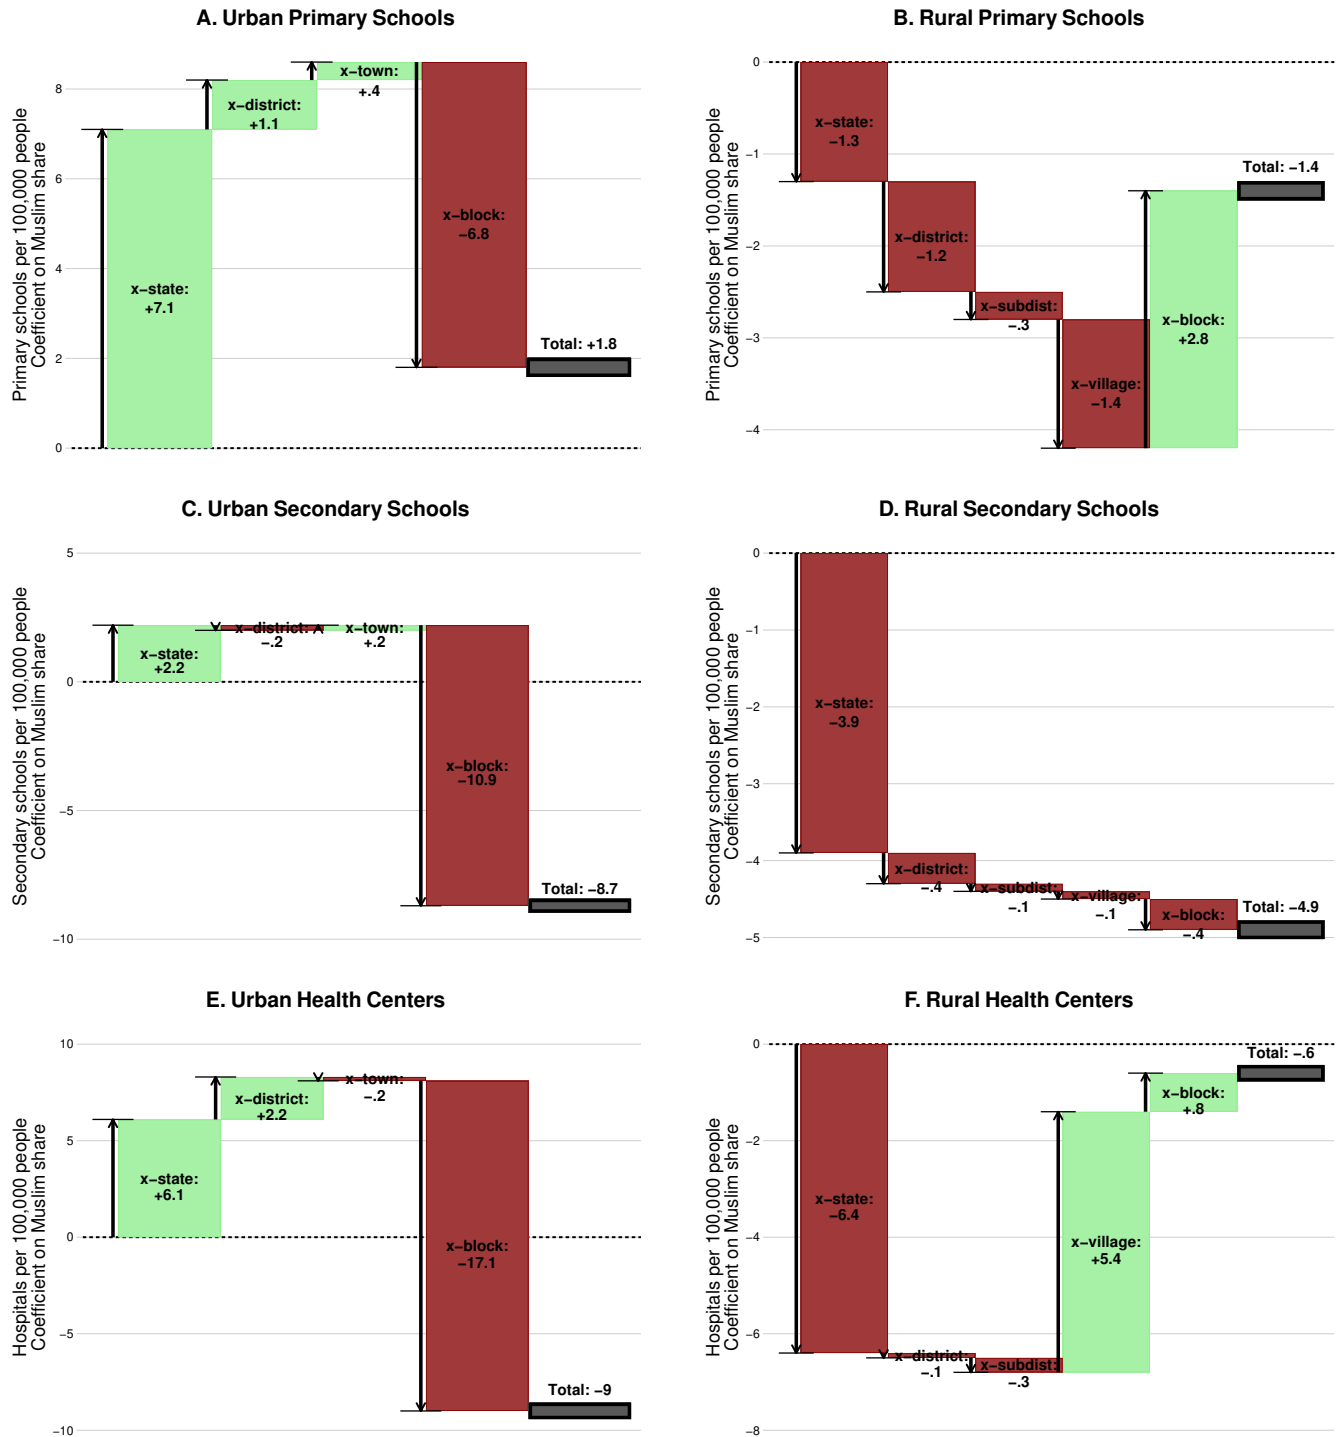 A. Urban Primary Schools
Primary schools per 100,000 people
Coefficient on Muslim share
8
6
4
2
0
x−state:
+7.1
x−district:
+1.1
x−town:
+.4
x−block:
−6.8
Total: +1.8
B. Rural Primary Schools
Primary schools per 100,000 people
Coefficient on Muslim share
0
−1
−2
−3
−4
x−state:
−1.3
x−district:
−1.2
x−subdist:
−.3
x−village:
−1.4
x−block:
+2.8
Total: −1.4
C. Urban Secondary Schools
Secondary schools per 100,000 people
Coefficient on Muslim share
5
0
−5
−10
x−state:
+2.2
x−district:
−.2
x−town:
+.2
x−block:
−10.9
Total: −8.7
D. Rural Secondary Schools
Secondary schools per 100,000 people
Coefficient on Muslim share
0
−1
−2
−3
−4
−5
x−state:
−3.9
x−district:
−.4
x−subdist:
−.1
x−village:
−.1
x−block:
−.4
Total: −4.9
E. Urban Health Centers
Hospitals per 100,000 people
Coefficient on Muslim share
10
5
0
−5
−10
x−state:
+6.1
x−district:
+2.2
x−town:
−.2
x−block:
−17.1
Total: −9
F. Rural Health Centers
Hospitals per 100,000 people
Coefficient on Muslim share
0
−2
−4
−6
−8
x−state:
−6.4
x−district:
−.1
x−subdist:
−.3
x−village:
+5.4
x−block:
+.8
Total: −.6